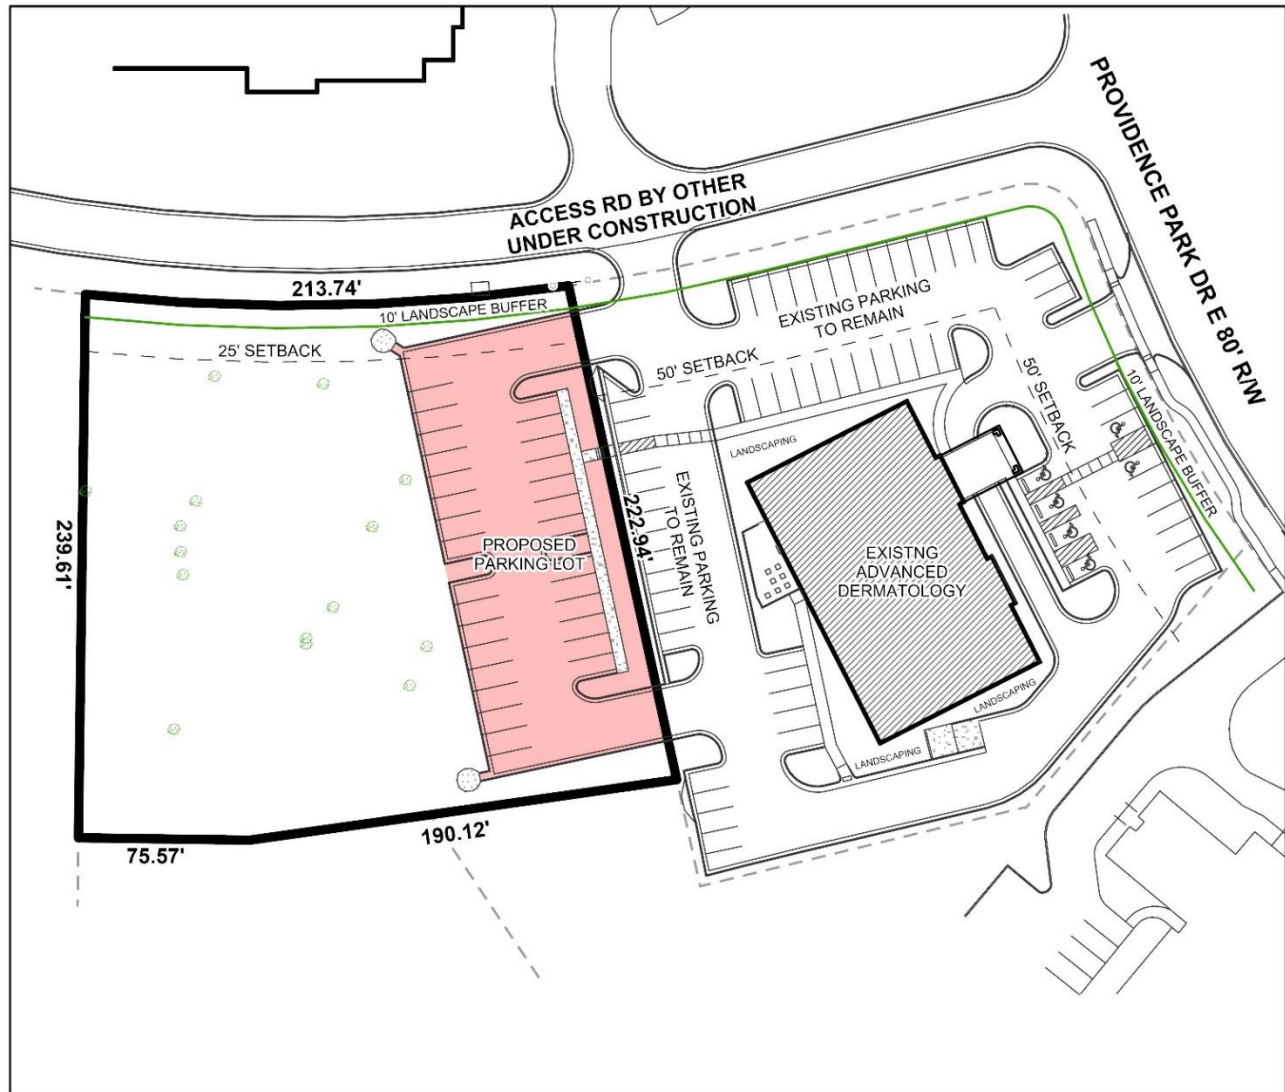 PROVIDENCE PARK DR E 80' R/W
ACCESS RD BY OTHER
UNDER CONSTRUCTION
213.74'
10' LANDSCAPE BUFFER
25' SETBACK
EXISTING PARKING
TO REMAIN
50' SETBACK
50' SETBACK
10' LANDSCAPE BUFFER
LANDSCAPING
239.61'
222.94'
EXISTING PARKING
TO REMAIN
PROPOSED
PARKING LOT
EXISTNG
ADVANCED
DERMATOLOGY
LANDSCAPING
LANDSCAPING
190.12'
75.57'